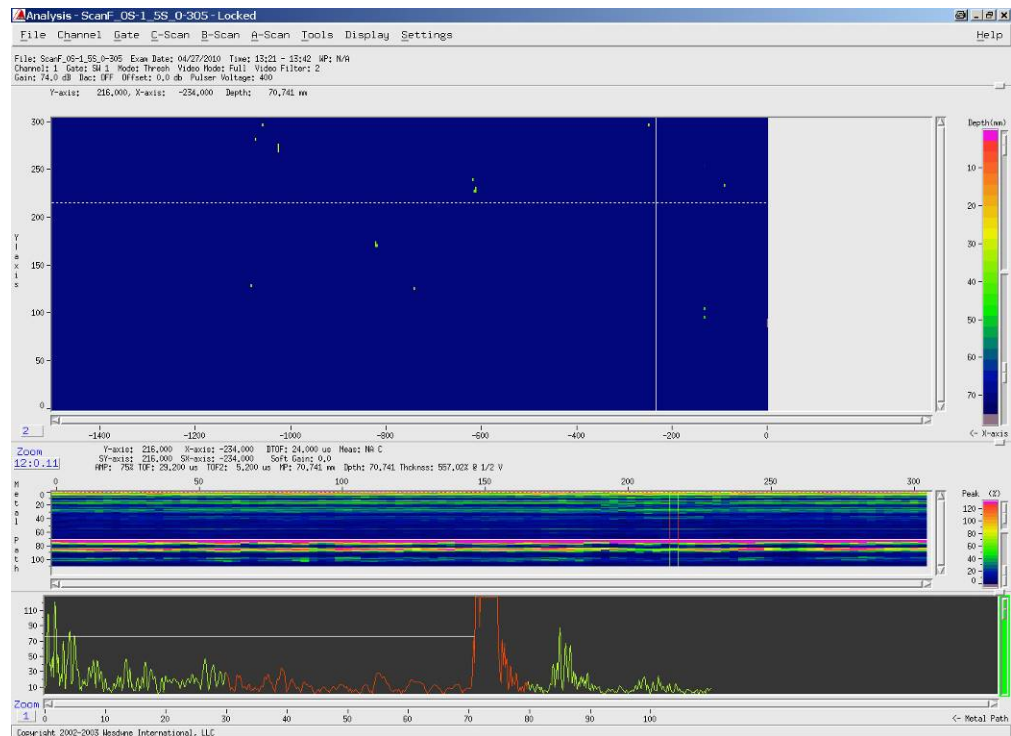 Analysis - ScanF_OS-1_5S_0-305 - Locked
File Channel Gate C-Scan B-Scan A-Scan Tools Display Settings Help
File: ScanF_OS-1_5S_0-305 Exam Date: 04/27/2010 Time: 13:21 - 13:42 WP: N/A
Channel: 1 Gate: SW 1 Mode: Thresh Video Mode: Full Video Filter: 2
Gain: 74.0 dB Dac: OFF Offset: 0.0 db Pulser Voltage: 400
Y-axis: 216.000, X-axis: -234.000 Depth: 70.741 mm
Depth(mm)
300
250
200
150
100
50
0
Y-axis
10
20
30
40
50
60
70
2 -1400 -1200 -1000 -800 -600 -400 -200 0 <- X-axis
Zoom
12:0.11
Y-axis: 216.000 X-axis: -234.000 DTOF: 24.000 us Meas: NA C
SY-axis: 216.000 SX-axis: -234.000 Soft Gain: 0.0
AMP: 75% TOF: 29.200 us TOF2: 5.200 us MP: 70.741 mm Dpth: 70.741 Thcknss: 557.02% @ 1/2 V
0 50 100 150 200 250 300
Metal Path
0
20
40
60
80
100
Peak (%)
120
100
80
60
40
20
0
110
90
70
50
30
10
Zoom
1 0 10 20 30 40 50 60 70 80 90 100 <- Metal Path
Copyright 2002-2003 Wesdyne International, LLC